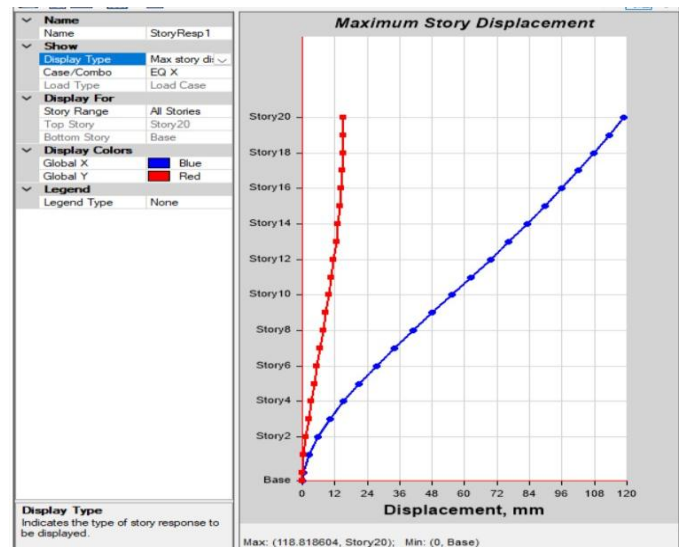 Name
Name StoryResp1
Show
Display Type Max story di
Case/Combo EQ X
Load Type Load Case
Display For
Story Range All Stories
Top Story Story20
Bottom Story Base
Display Colors
Global X Blue
Global Y Red
Legend
Legend Type None
Display Type
Indicates the type of story response to
be displayed.
Maximum Story Displacement
Story20
Story18
Story16
Story14
Story12
Story10
Story8
Story6
Story4
Story2
Base
0 12 24 36 48 60 72 84 96 108 120
Displacement, mm
Max: (118.818604, Story20); Min: (0, Base)